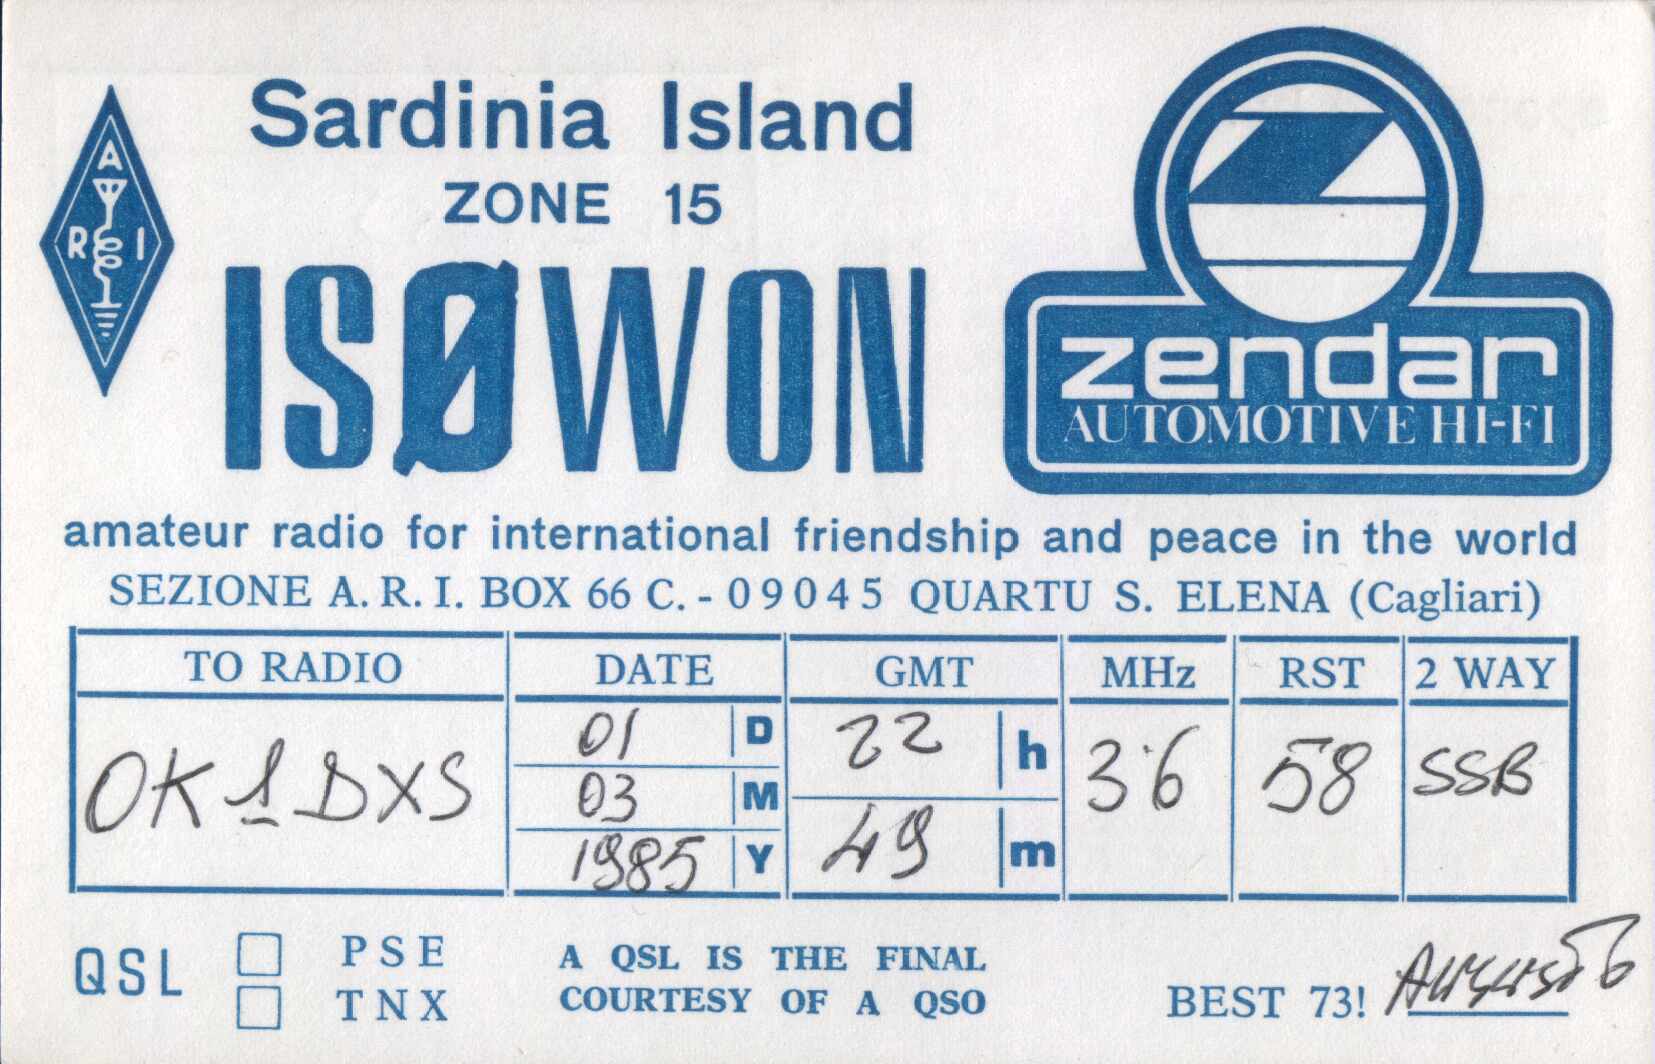 Sardinia Island
ZONE 15
A
R I
ISØWON
zendar
AUTOMOTIVE HI-FI
amateur radio for international friendship and peace in the world
SEZIONE A. R. I. BOX 66 C. - 09045 QUARTU S. ELENA (Cagliari)
TO RADIO DATE GMT MHz RST 2 WAY
OK1DXS 01 D 22 h 3.6 58 SSB
03 M
1985 Y 49 m
QSL PSE
TNX
A QSL IS THE FINAL
COURTESY OF A QSO
BEST 73! Augusto